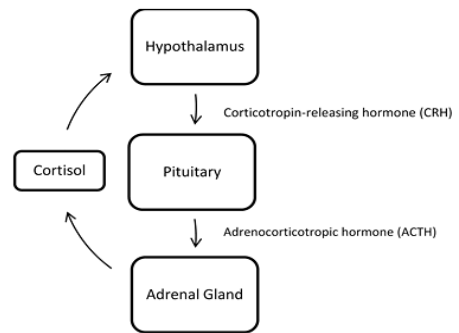 Hypothalamus
Corticotropin-releasing hormone (CRH)
Cortisol
Pituitary
Adrenocorticotropic hormone (ACTH)
Adrenal Gland